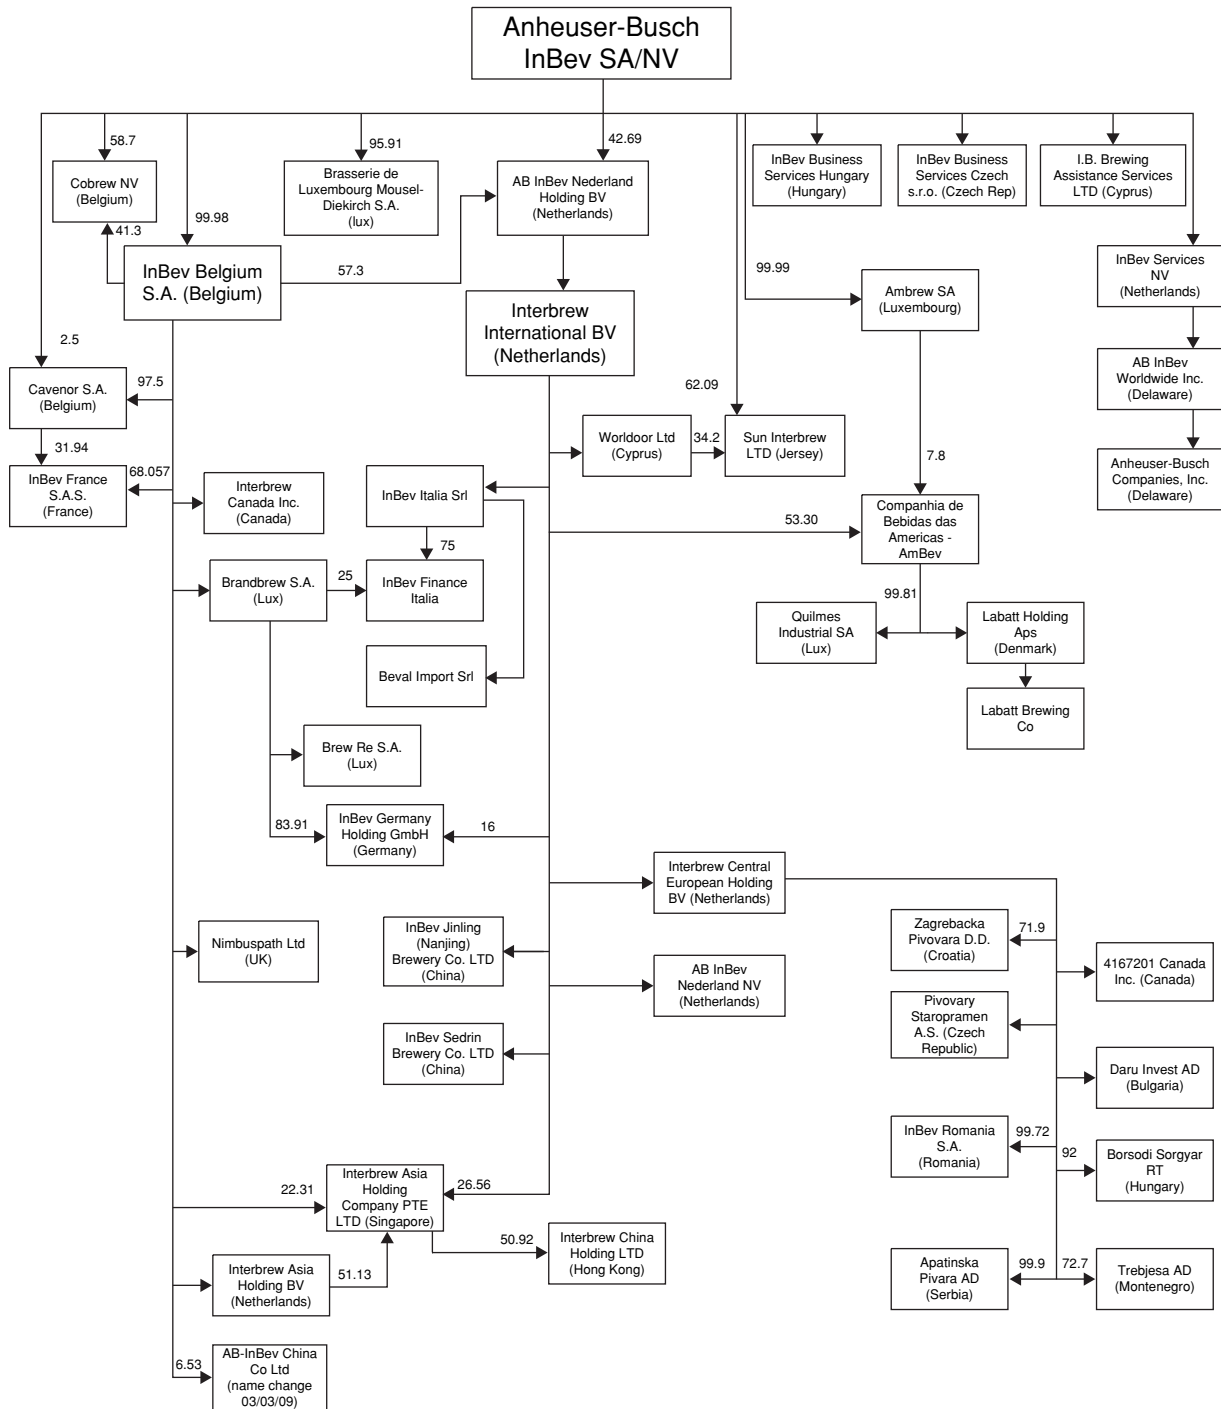 Anheuser-Busch
InBev SA/NV
58.7
95.91
42.69
Cobrew NV
(Belgium)
Brasserie de
Luxembourg Mousel-
Diekirch S.A.
(lux)
AB InBev Nederland
Holding BV
(Netherlands)
InBev Business
Services Hungary
(Hungary)
InBev Business
Services Czech
s.r.o. (Czech Rep)
I.B. Brewing
Assistance Services
LTD (Cyprus)
99.98
41.3
InBev Belgium
S.A. (Belgium)
57.3
99.99
Ambrew SA
(Luxembourg)
InBev Services
NV
(Netherlands)
Interbrew
International BV
(Netherlands)
2.5
Cavenor S.A.
(Belgium)
97.5
62.09
AB InBev
Worldwide Inc.
(Delaware)
31.94
Worldoor Ltd
(Cyprus)
34.2
Sun Interbrew
LTD (Jersey)
7.8
Anheuser-Busch
Companies, Inc.
(Delaware)
InBev France
S.A.S.
(France)
68.057
Interbrew
Canada Inc.
(Canada)
InBev Italia Srl
53.30
Companhia de
Bebidas das
Americas -
AmBev
75
Brandbrew S.A.
(Lux)
25
InBev Finance
Italia
99.81
Quilmes
Industrial SA
(Lux)
Labatt Holding
Aps
(Denmark)
Beval Import Srl
Labatt Brewing
Co
Brew Re S.A.
(Lux)
83.91
InBev Germany
Holding GmbH
(Germany)
16
Interbrew Central
European Holding
BV (Netherlands)
Nimbuspath Ltd
(UK)
InBev Jinling
(Nanjing)
Brewery Co. LTD
(China)
Zagrebacka
Pivovara D.D.
(Croatia)
71.9
AB InBev
Nederland NV
(Netherlands)
4167201 Canada
Inc. (Canada)
InBev Sedrin
Brewery Co. LTD
(China)
Pivovary
Staropramen
A.S. (Czech
Republic)
Daru Invest AD
(Bulgaria)
InBev Romania
S.A.
(Romania)
99.72
92
Borsodi Sorgyar
RT
(Hungary)
22.31
Interbrew Asia
Holding
Company PTE
LTD (Singapore)
26.56
50.92
Interbrew China
Holding LTD
(Hong Kong)
Interbrew Asia
Holding BV
(Netherlands)
51.13
Apatinska
Pivara AD
(Serbia)
99.9
72.7
Trebjesa AD
(Montenegro)
6.53
AB-InBev China
Co Ltd
(name change
03/03/09)